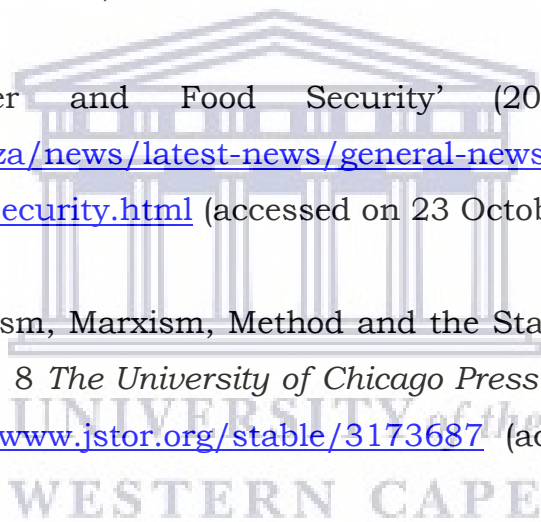 er and Food Security’ (20
za/news/latest-news/general-news
ecurity.html (accessed on 23 Octob
ism, Marxism, Method and the Sta
8 The University of Chicago Press
www.jstor.org/stable/3173687 (ac
UNIVERSITY of the
WESTERN CAPE